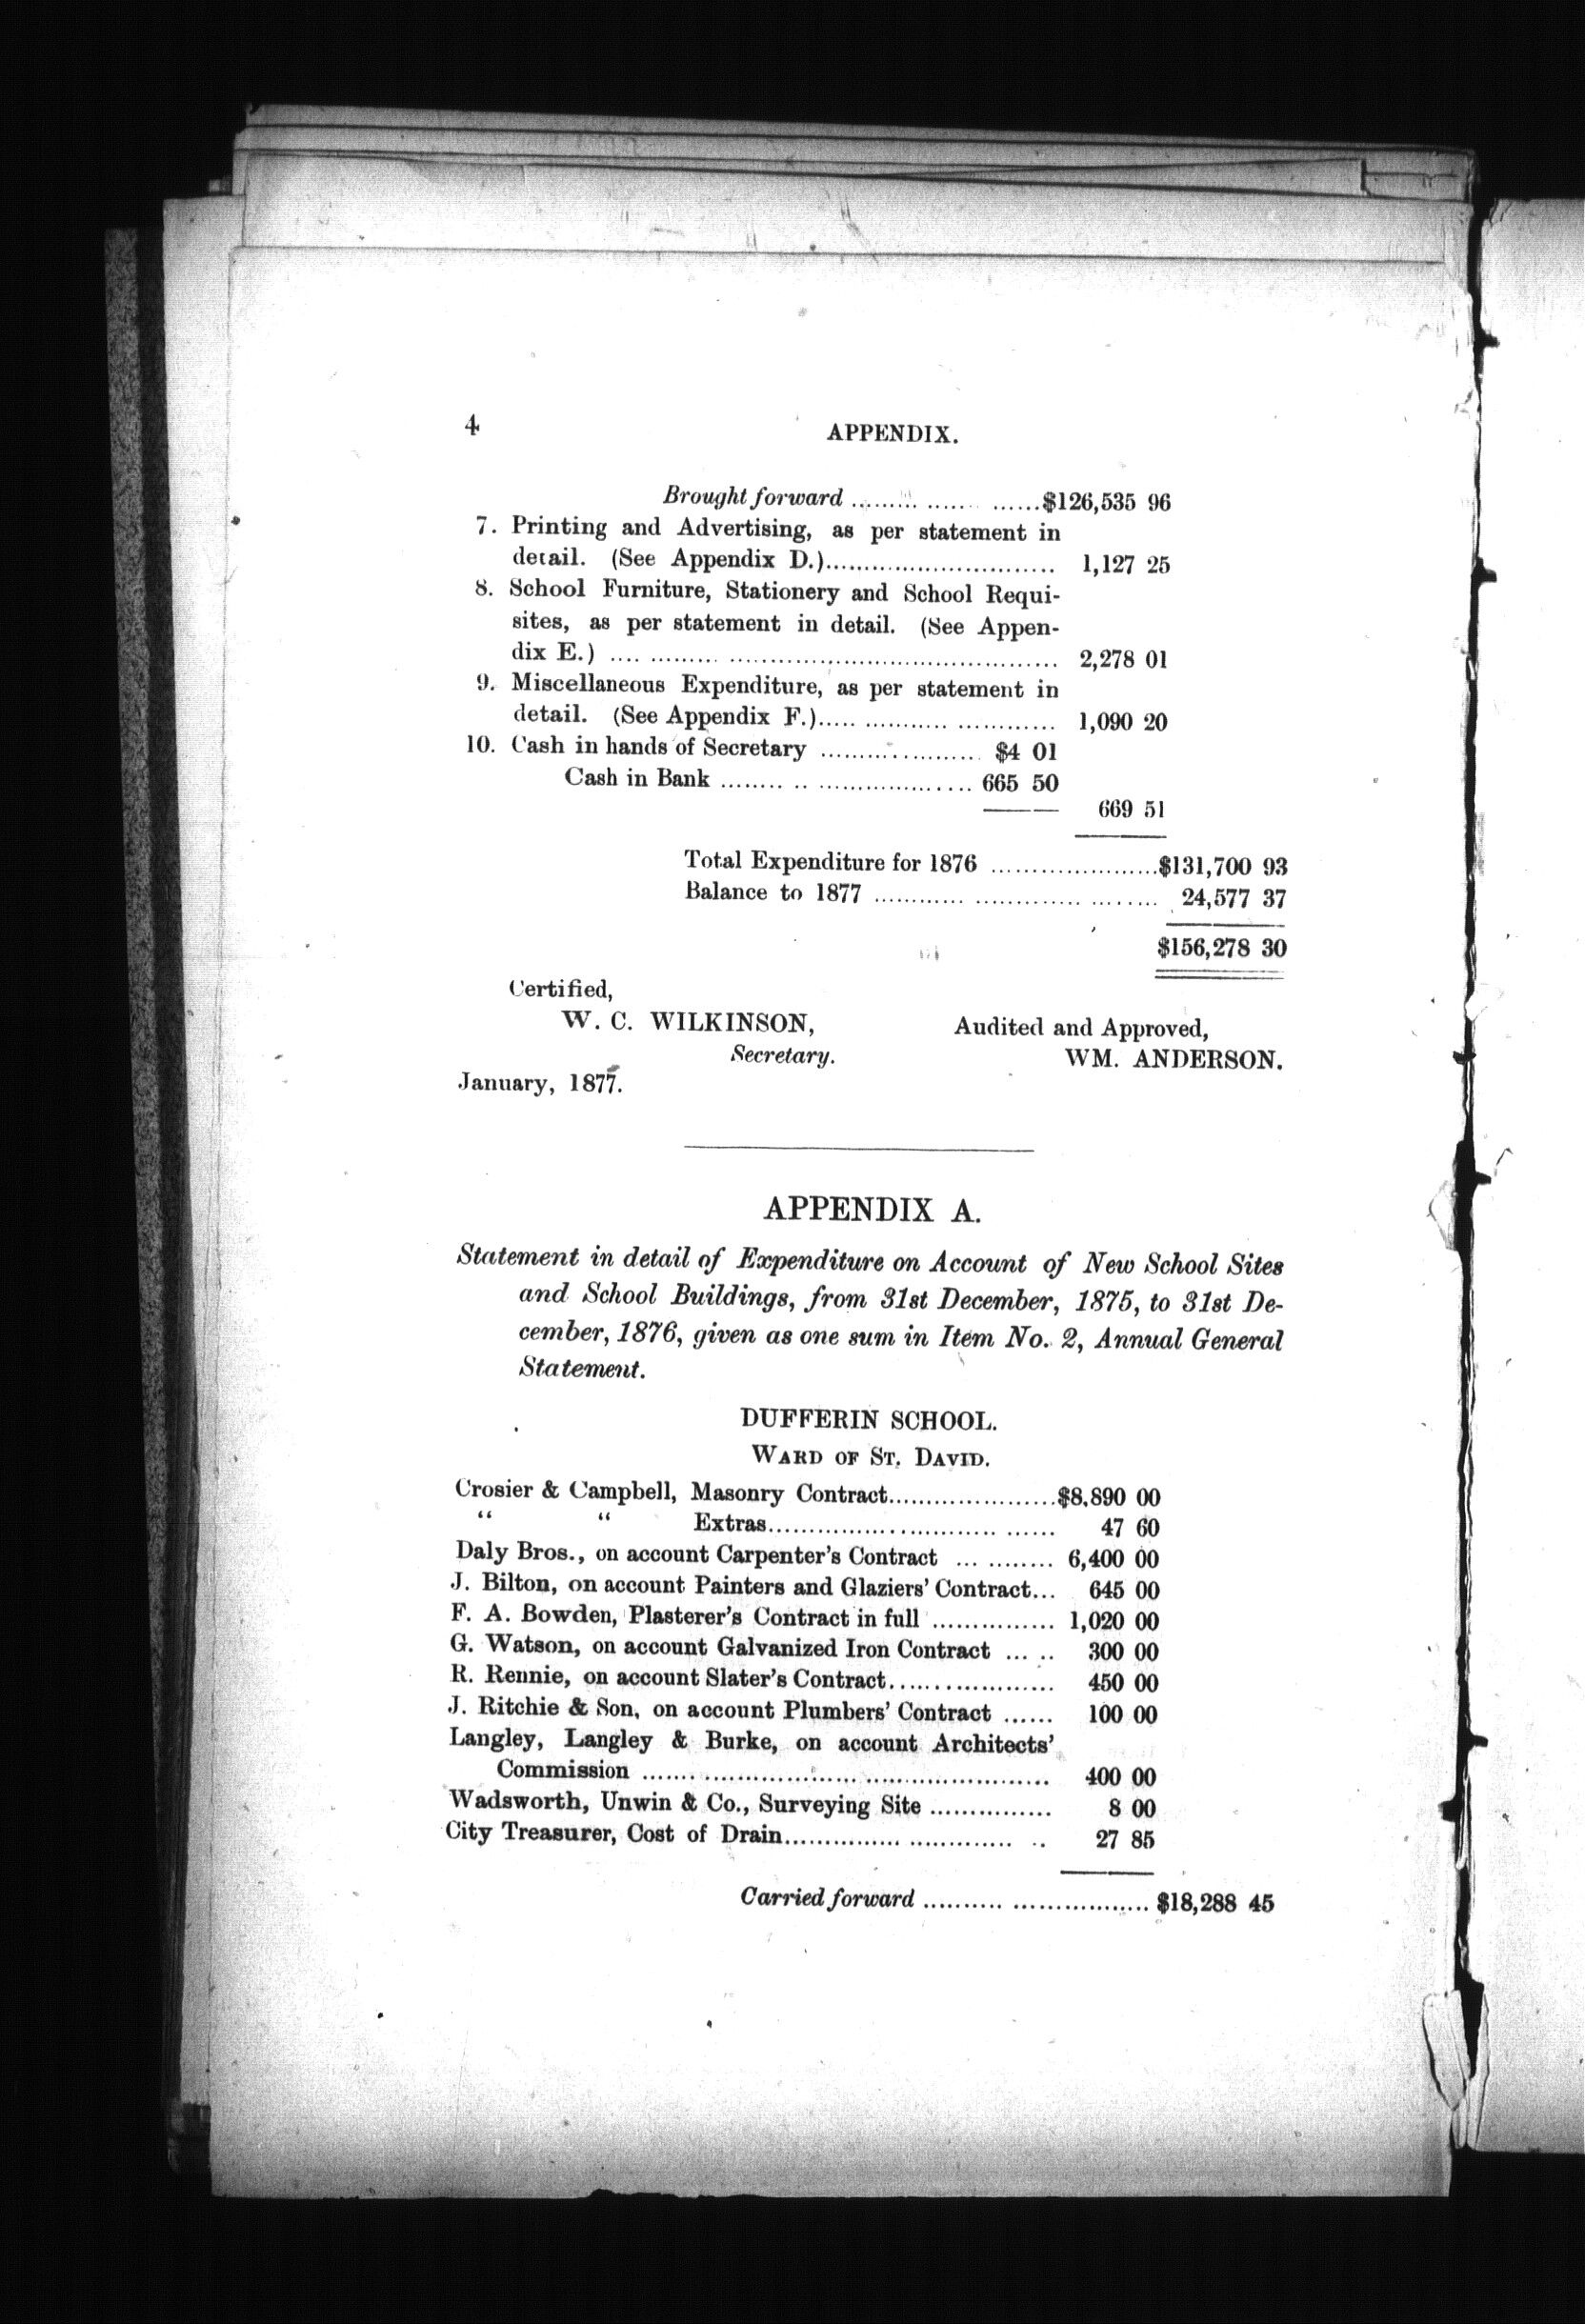 4 APPENDIX.
Brought forward ........ ...... ......$126,535 96
7. Printing and Advertising, as per statement in
detail. (See Appendix D.)............................ 1,127 25
8. School Furniture, Stationery and School Requi-
sites, as per statement in detail. (See Appen-
dix E.) .... ......... ........................................ 2,278 01
9. Miscellaneous Expenditure, as per statement in
detail. (See Appendix F.)..... ........... ............ 1,090 20
10. Cash in hands of Secretary .................... $4 01
Cash in Bank ........ .. ................... 665 50
669 51
Total Expenditure for 1876 .....................$131,700 93
Balance to 1877 ............ ............. ......... 24,577 37
$156,278 30
Certified,
W. C. WILKINSON, Audited and Approved,
Secretary. WM. ANDERSON.
January, 1877.
APPENDIX A.
Statement in detail of Expenditure on Account of New School Sites
and School Buildings, from 31st December, 1875, to 31st De-
cember, 1876, given as one sum in Item No. 2, Annual General
Statement.
DUFFERIN SCHOOL.
WARD OF ST. DAVID.
Crosier & Campbell, Masonry Contract.....................$8,890 00
“ “ Extras............................ ...... 47 60
Daly Bros., on account Carpenter's Contract ... ........ 6,400 00
J. Bilton, on account Painters and Glaziers' Contract... 645 00
F. A. Bowden, Plasterer's Contract in full ............... 1,020 00
G. Watson, on account Galvanized Iron Contract ... .. 300 00
R. Rennie, on account Slater's Contract.................... 450 00
J. Ritchie & Son, on account Plumbers' Contract ...... 100 00
Langley, Langley & Burke, on account Architects'
Commission .................................................. 400 00
Wadsworth, Unwin & Co., Surveying Site ............... 8 00
City Treasurer, Cost of Drain.............. ............. .. 27 85
Carried forward .......... ................. $18,288 45